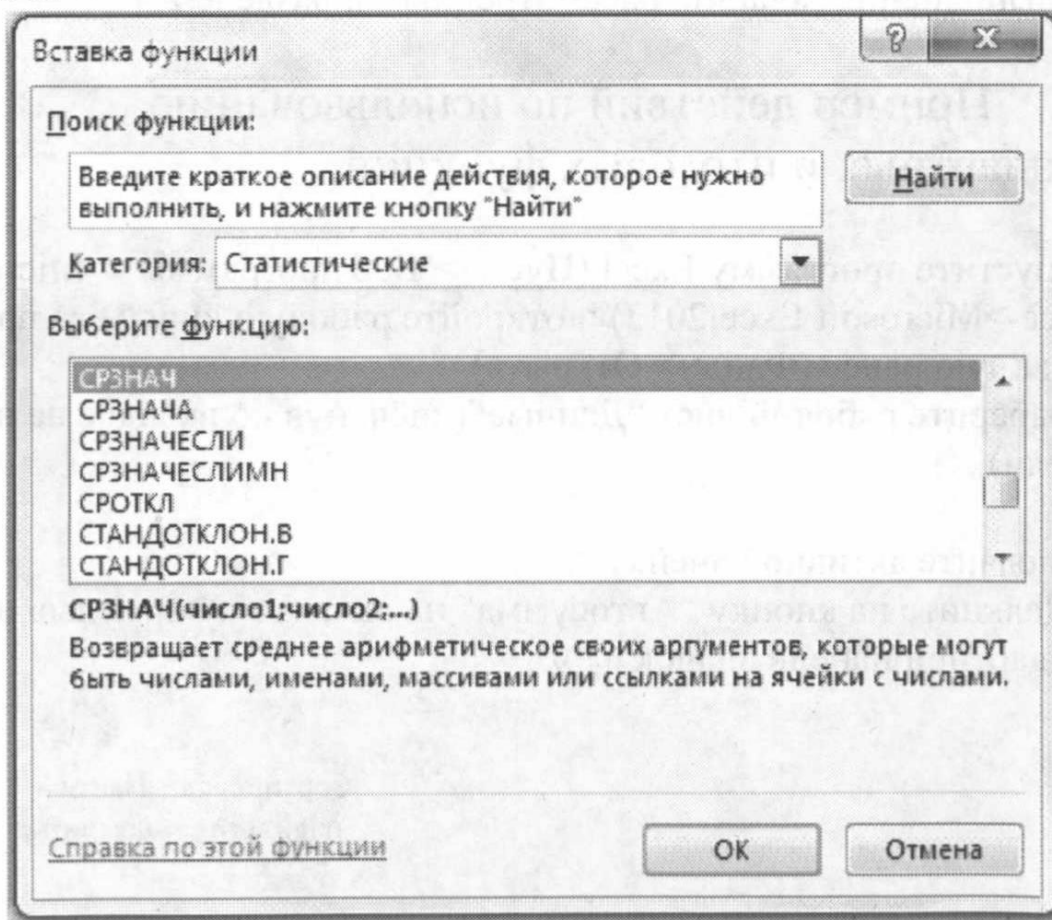 Вставка функции
Поиск функции:
Введите краткое описание действия, которое нужно
выполнить, и нажмите кнопку "Найти"
Найти
Категория: Статистические
Выберите функцию:
СРЗНАЧ
СРЗНАЧА
СРЗНАЧЕСЛИ
СРЗНАЧЕСЛИМН
СРОТКЛ
СТАНДОТКЛОН.В
СТАНДОТКЛОН.Г
СРЗНАЧ(число1;число2;...)
Возвращает среднее арифметическое своих аргументов, которые могут
быть числами, именами, массивами или ссылками на ячейки с числами.
Справка по этой функции
ОК
Отмена